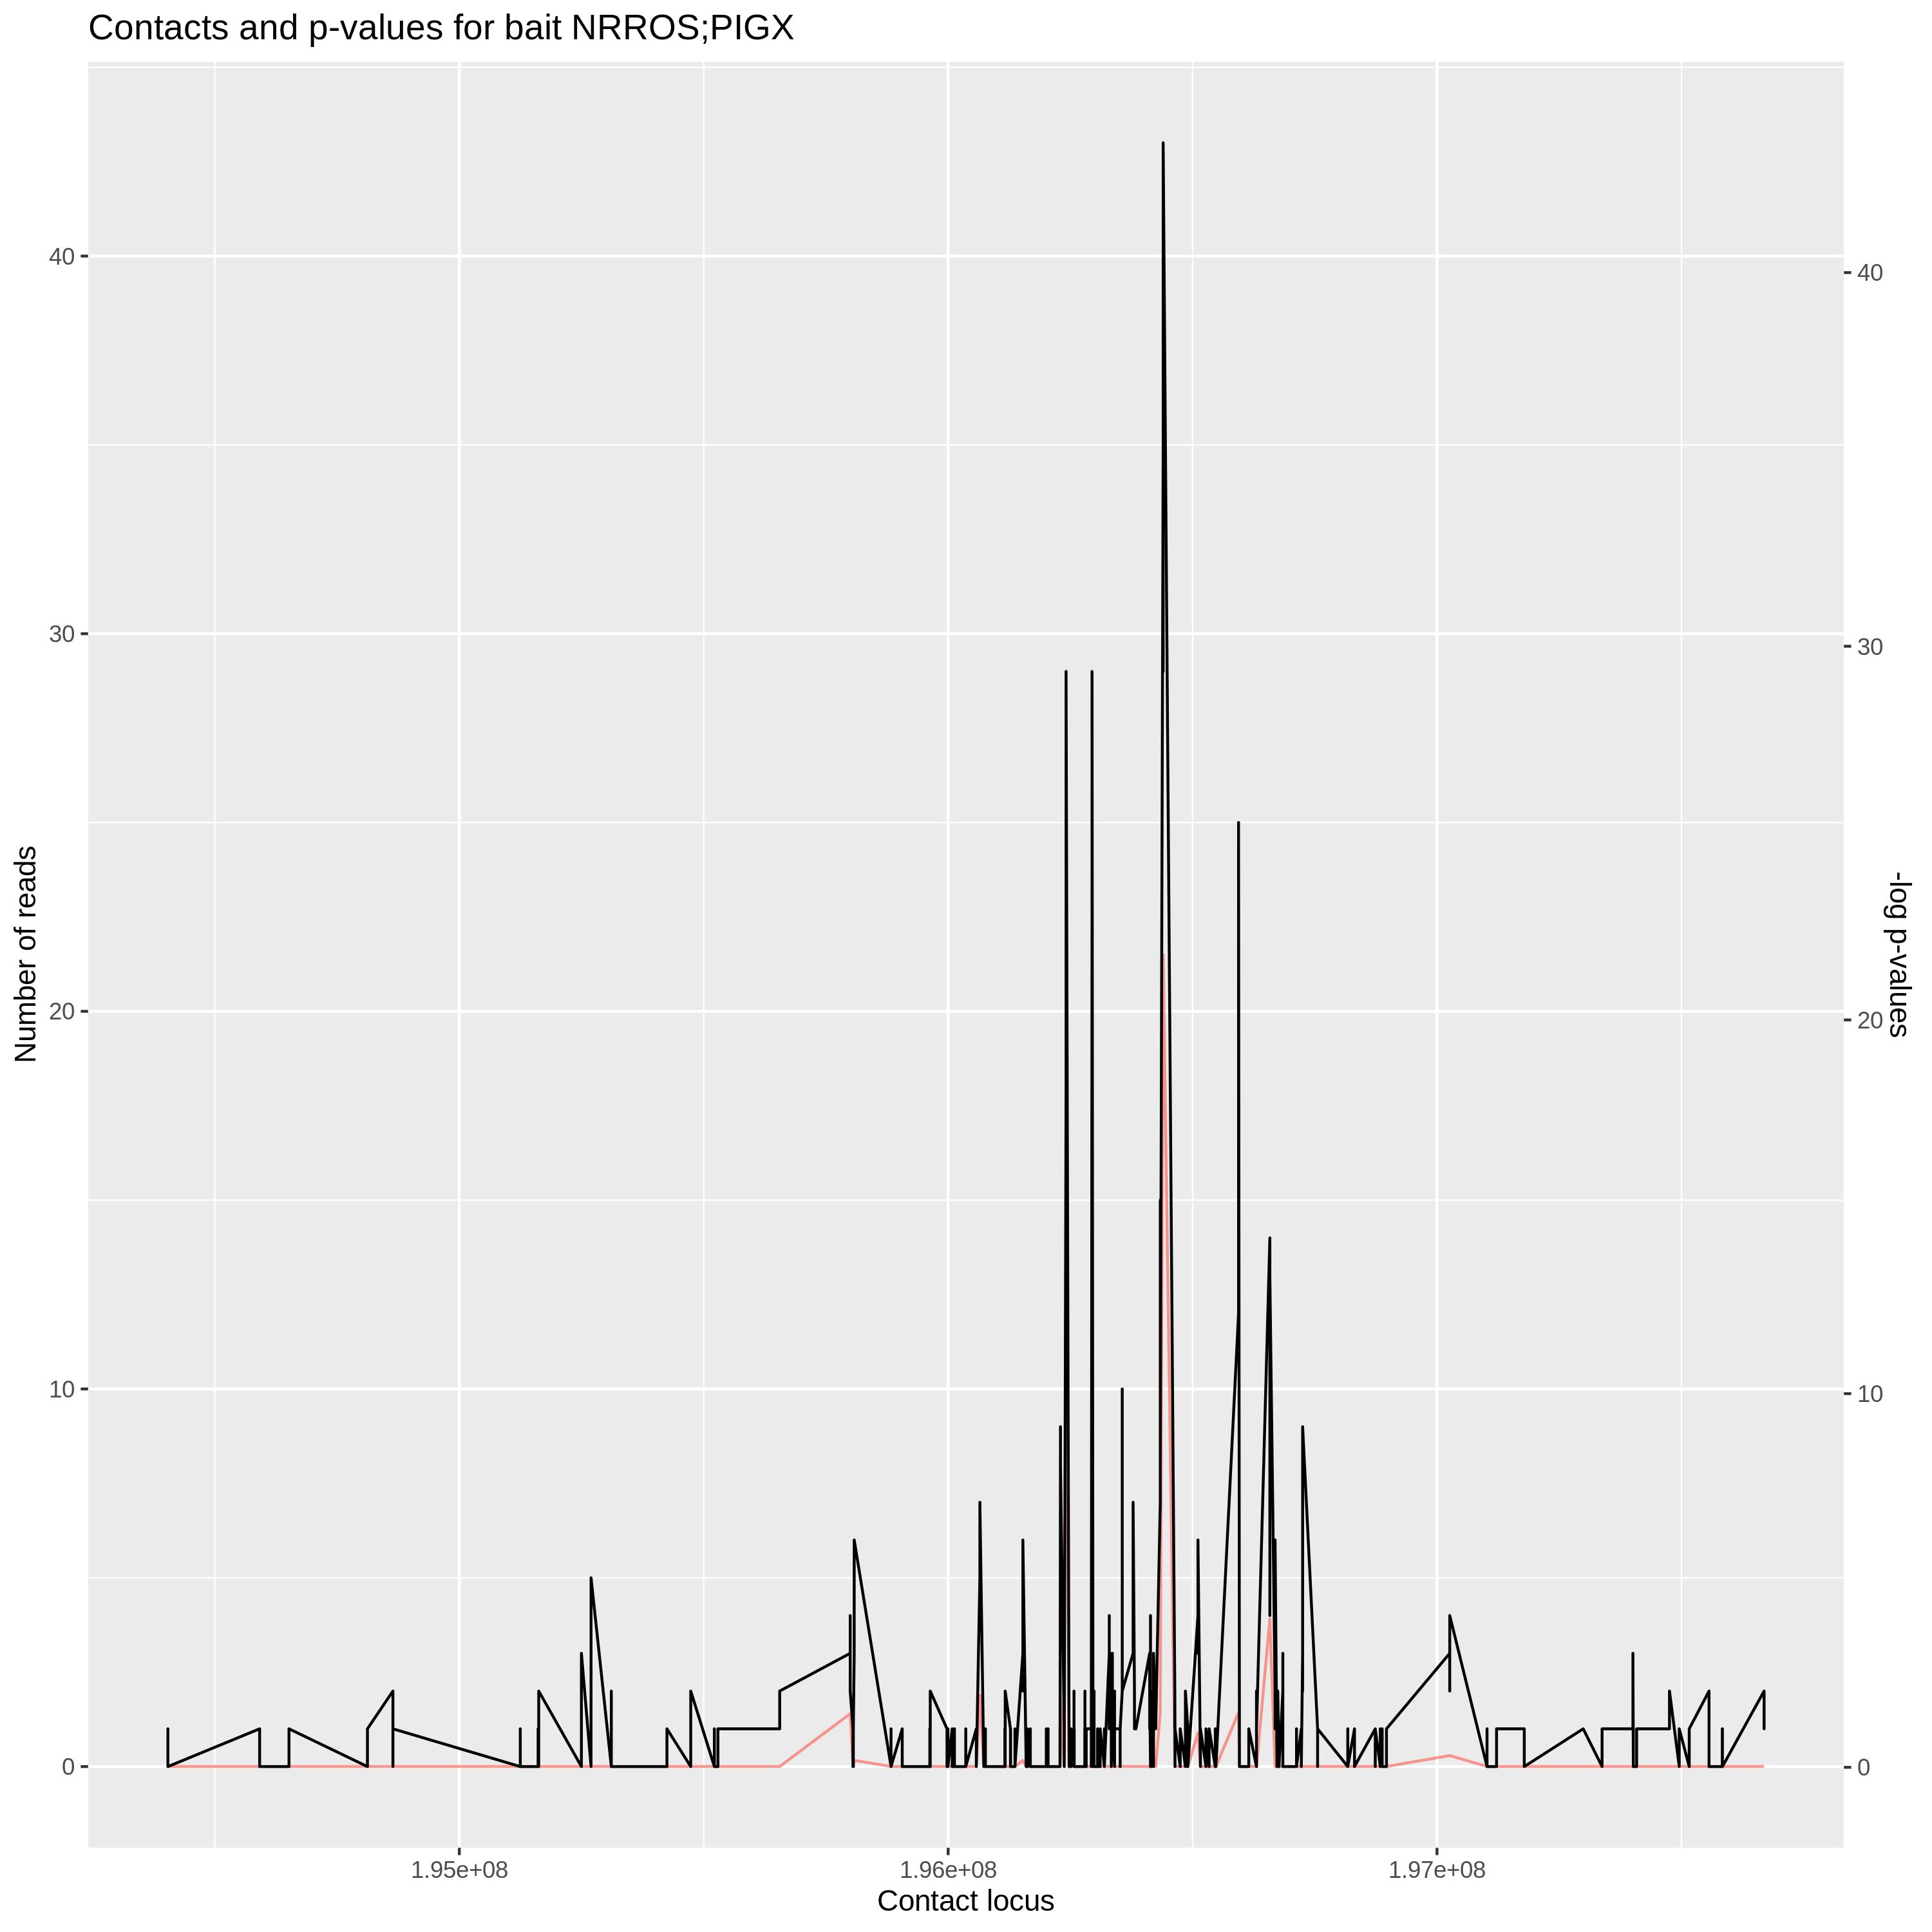 Contacts and p-values for bait NRROS;PIGX
Number of reads
40
30
20
10
0
40
30
20
10
0
-log p-values
1.95e+08
1.96e+08
1.97e+08
Contact locus